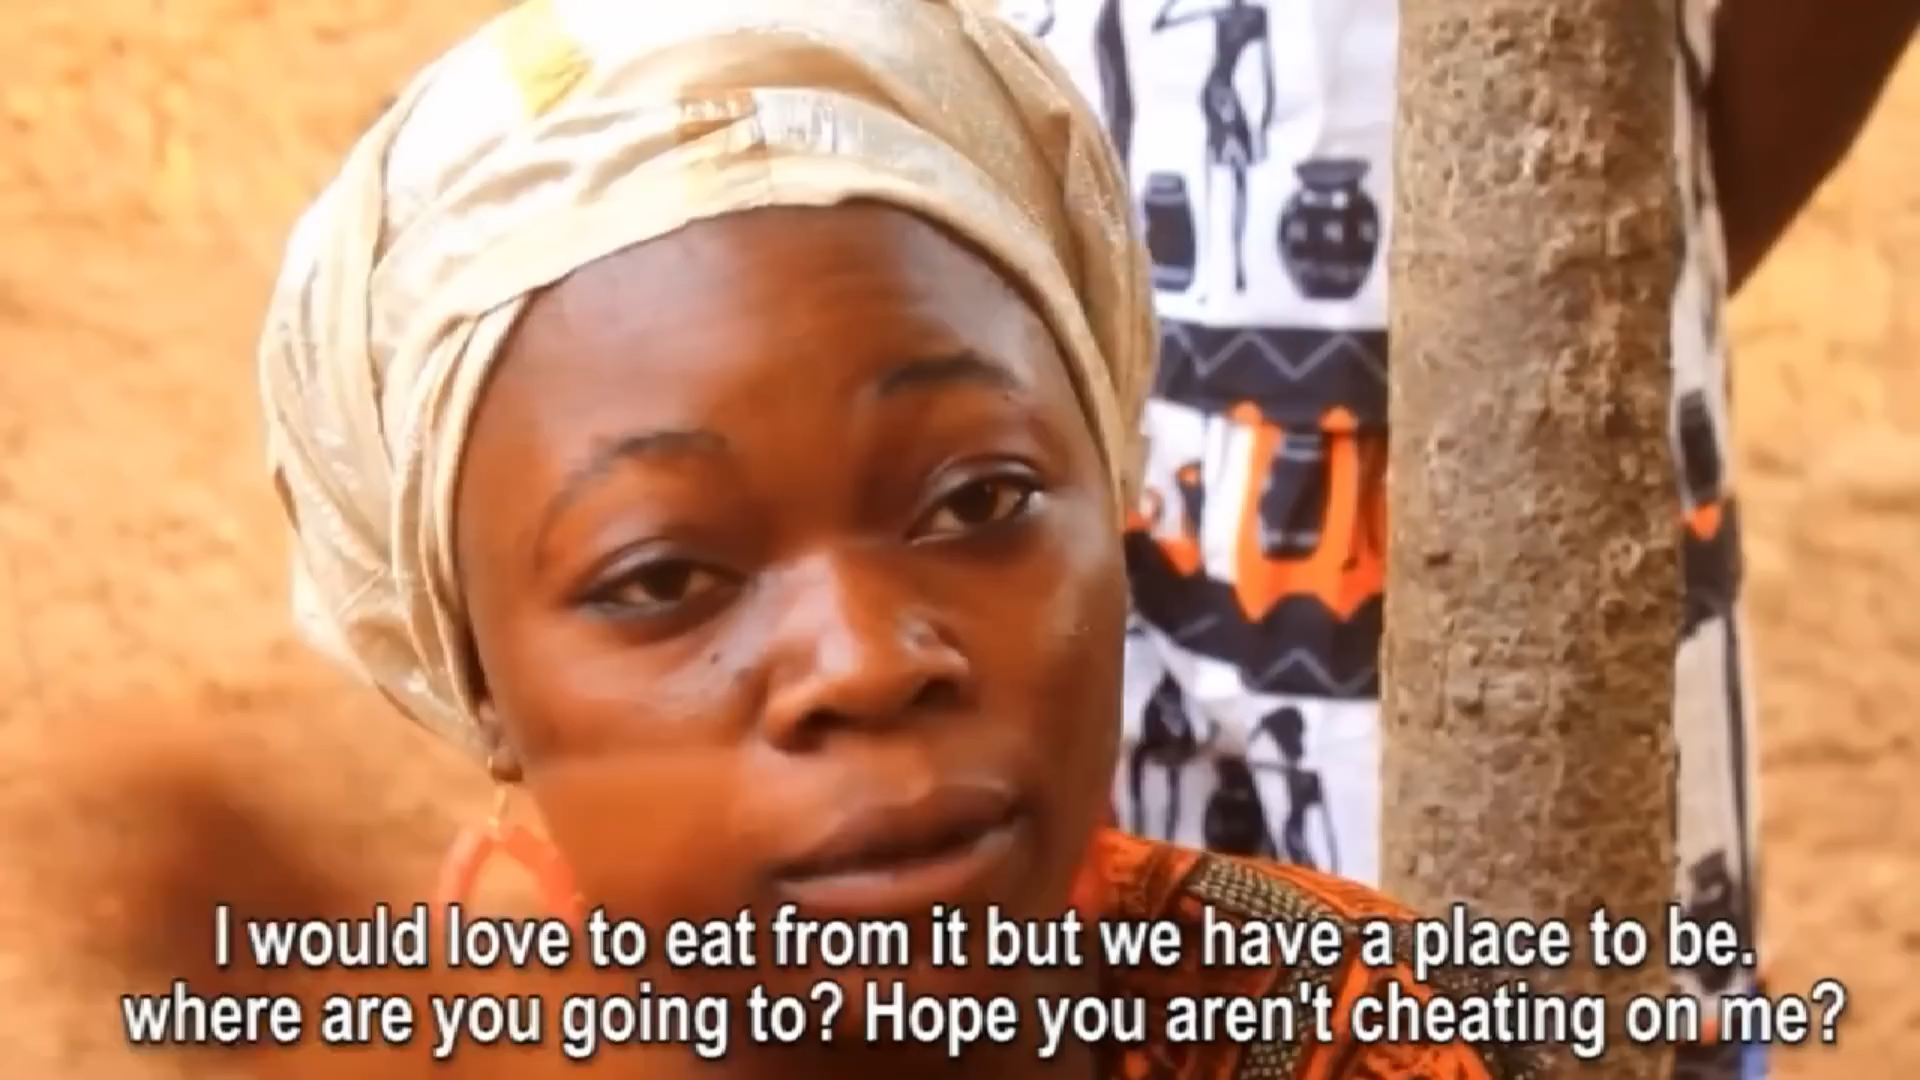 I would love to eat from it but we have a place to be.
where are you going to? Hope you aren't cheating on me?